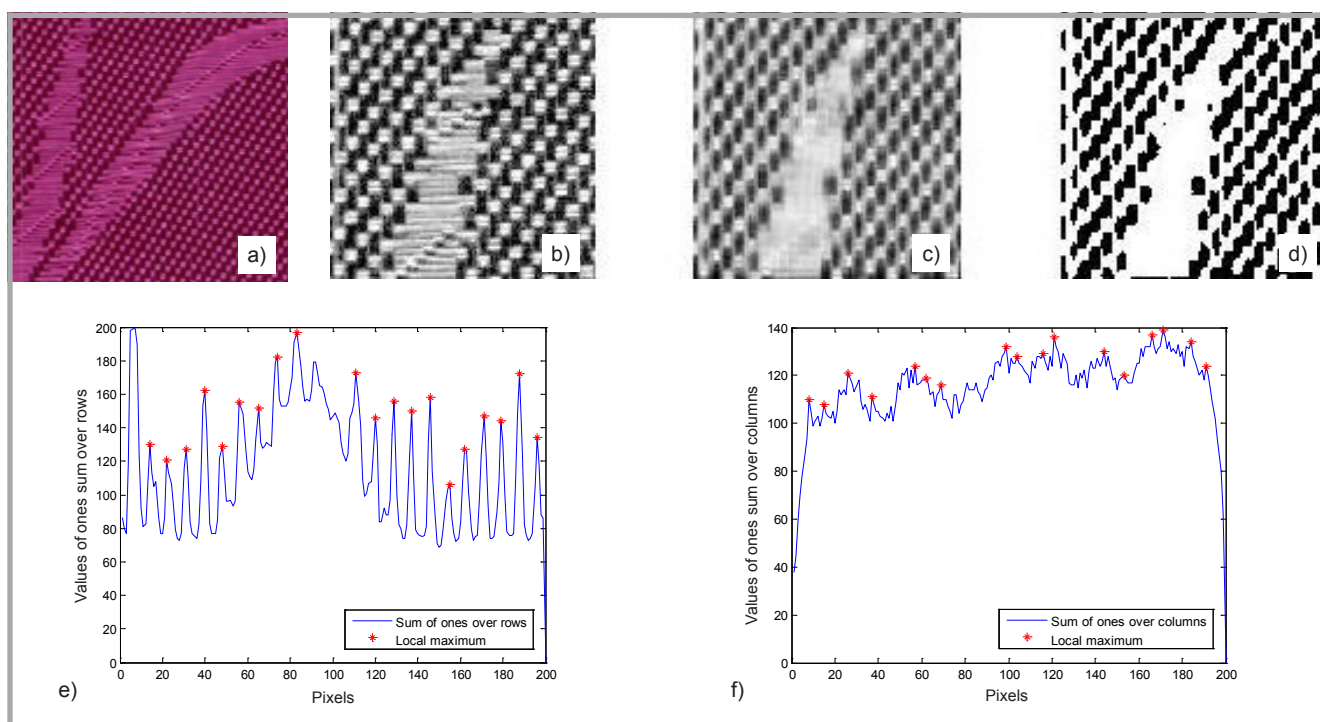 a)
b)
c)
d)
200
180
160
140
120
100
80
60
40
20
0
Values of ones sum over rows
Sum of ones over rows
Local maximum
0 20 40 60 80 100 120 140 160 180 200
Pixels
e)
140
120
100
80
60
40
20
0
Values of ones sum over columns
Sum of ones over columns
Local maximum
0 20 40 60 80 100 120 140 160 180 200
Pixels
f)